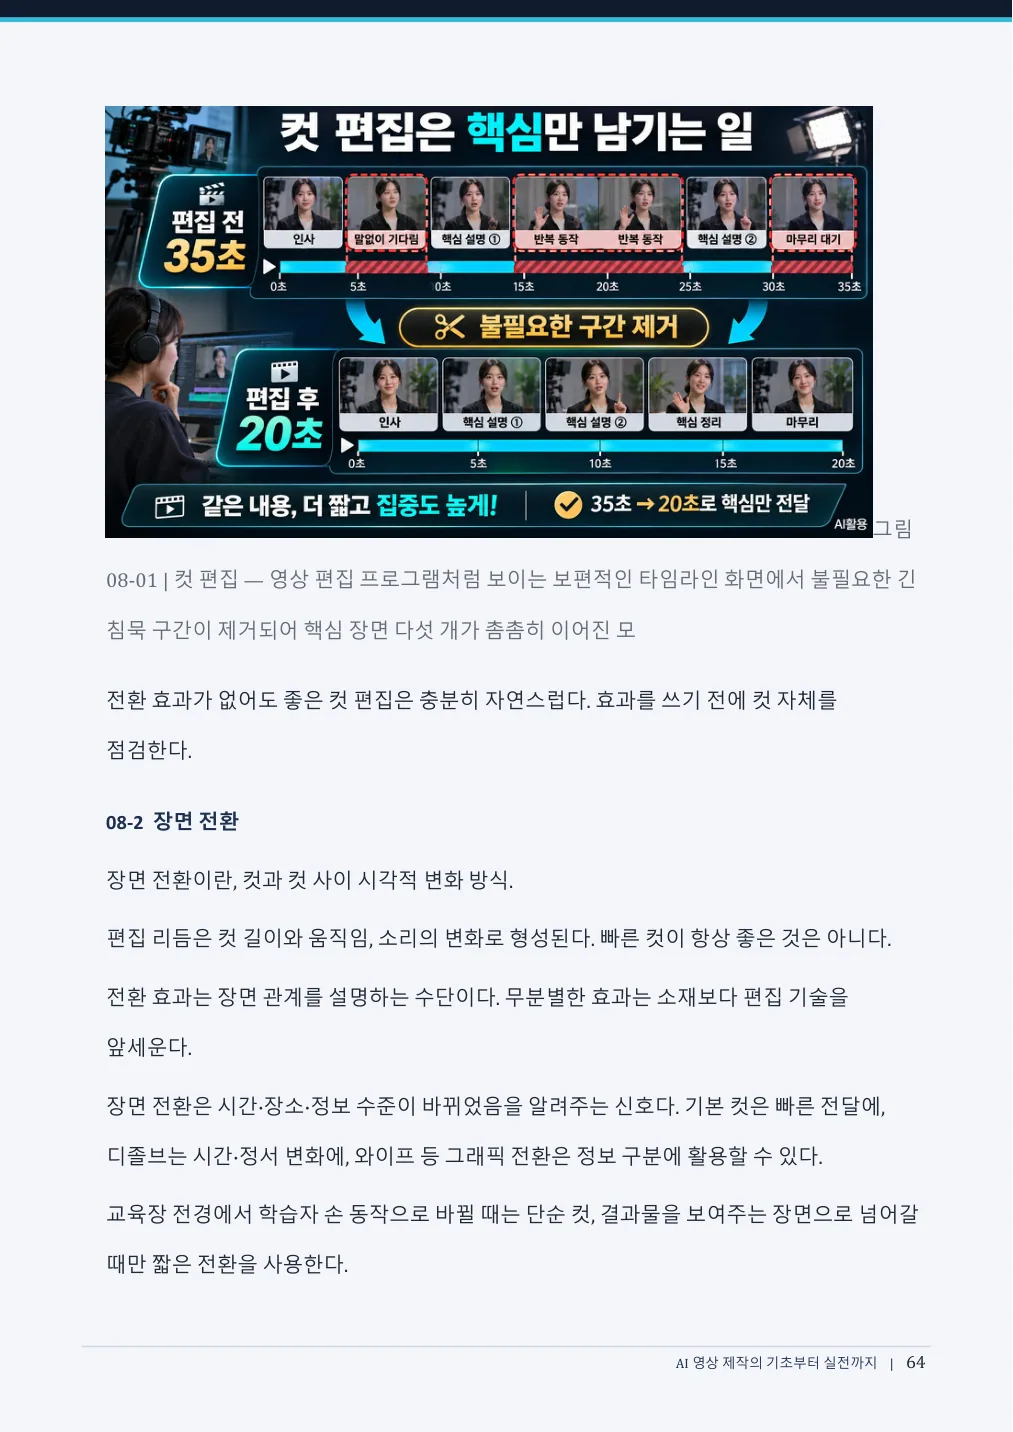 컷 편집은 핵심만 남기는 일
편집 전
35초
인사
말없이 기다림
핵심 설명 ①
반복 동작
반복 동작
핵심 설명 ②
마무리 대기
0초 5초 10초 15초 20초 25초 30초 35초
불필요한 구간 제거
편집 후
20초
인사
핵심 설명 ①
핵심 설명 ②
핵심 정리
마무리
0초 5초 10초 15초 20초
같은 내용, 더 짧고 집중도 높게!
35초 → 20초로 핵심만 전달
AI활용
그림
08-01 | 컷 편집 — 영상 편집 프로그램처럼 보이는 보편적인 타임라인 화면에서 불필요한 긴
침묵 구간이 제거되어 핵심 장면 다섯 개가 촘촘히 이어진 모
전환 효과가 없어도 좋은 컷 편집은 충분히 자연스럽다. 효과를 쓰기 전에 컷 자체를
점검한다.
08-2 장면 전환
장면 전환이란, 컷과 컷 사이 시각적 변화 방식.
편집 리듬은 컷 길이와 움직임, 소리의 변화로 형성된다. 빠른 컷이 항상 좋은 것은 아니다.
전환 효과는 장면 관계를 설명하는 수단이다. 무분별한 효과는 소재보다 편집 기술을
앞세운다.
장면 전환은 시간·장소·정보 수준이 바뀌었음을 알려주는 신호다. 기본 컷은 빠른 전달에,
디졸브는 시간·정서 변화에, 와이프 등 그래픽 전환은 정보 구분에 활용할 수 있다.
교육장 전경에서 학습자 손 동작으로 바뀔 때는 단순 컷, 결과물을 보여주는 장면으로 넘어갈
때만 짧은 전환을 사용한다.
AI 영상 제작의 기초부터 실전까지 | 64